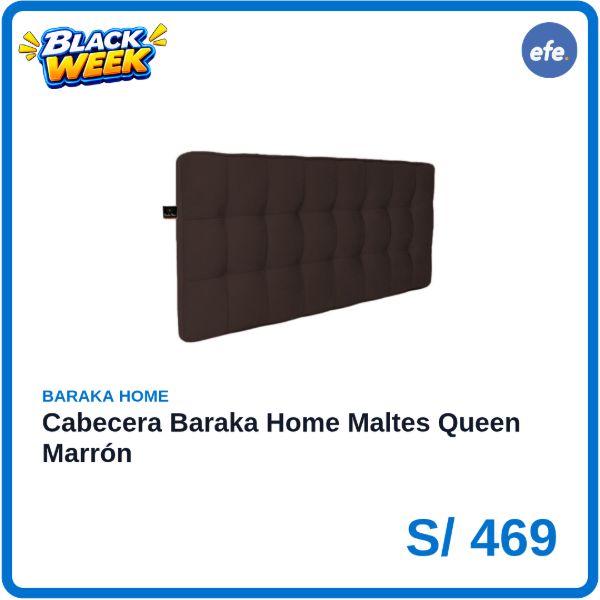 BLACK
WEEK
efe.
BARAKA HOME
Cabecera Baraka Home Maltes Queen
Marrón
S/ 469